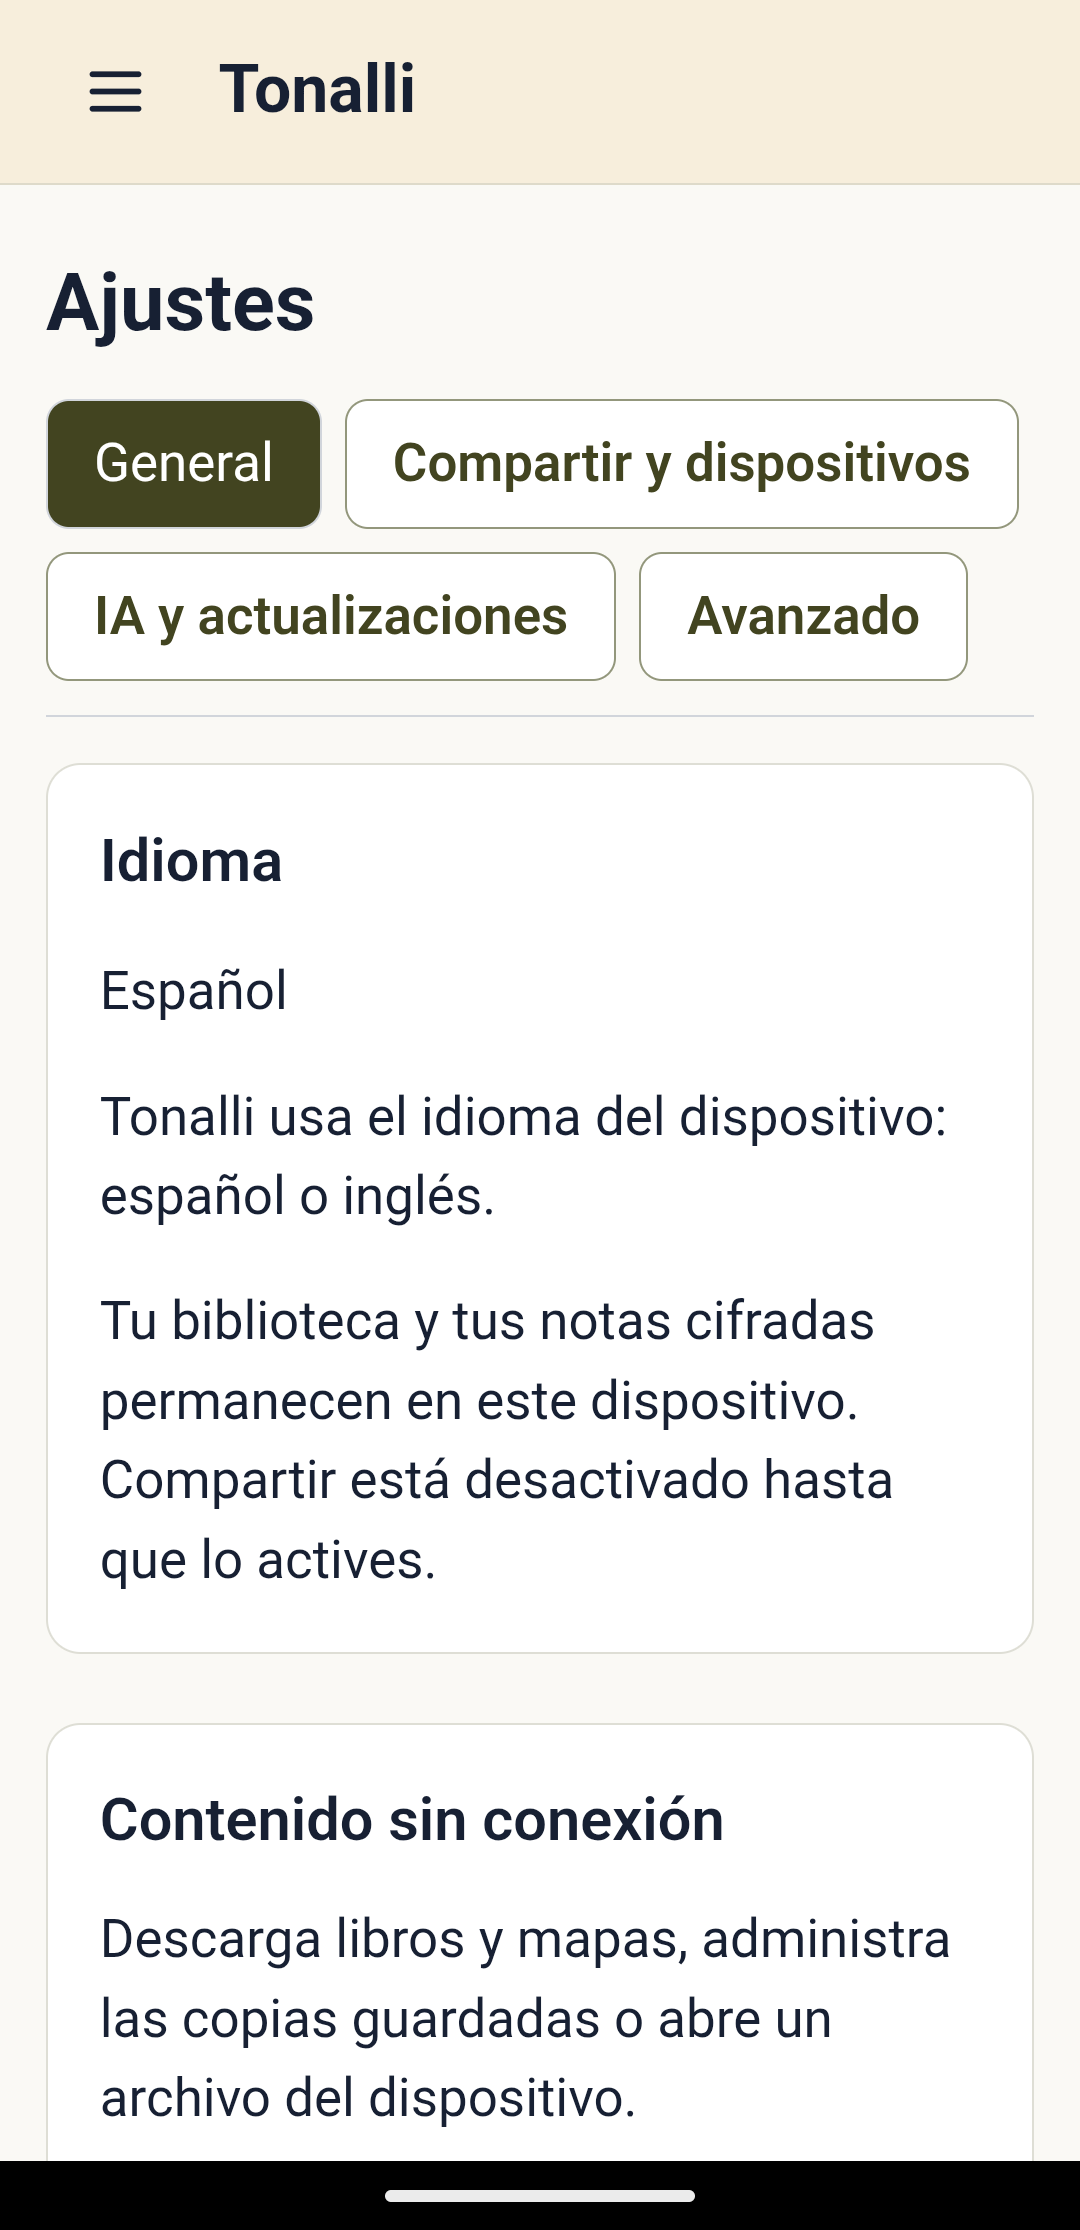 Tonalli
Ajustes
General
Compartir y dispositivos
IA y actualizaciones
Avanzado
Idioma
Español
Tonalli usa el idioma del dispositivo:
español o inglés.
Tu biblioteca y tus notas cifradas
permanecen en este dispositivo.
Compartir está desactivado hasta
que lo actives.
Contenido sin conexión
Descarga libros y mapas, administra
las copias guardadas o abre un
archivo del dispositivo.